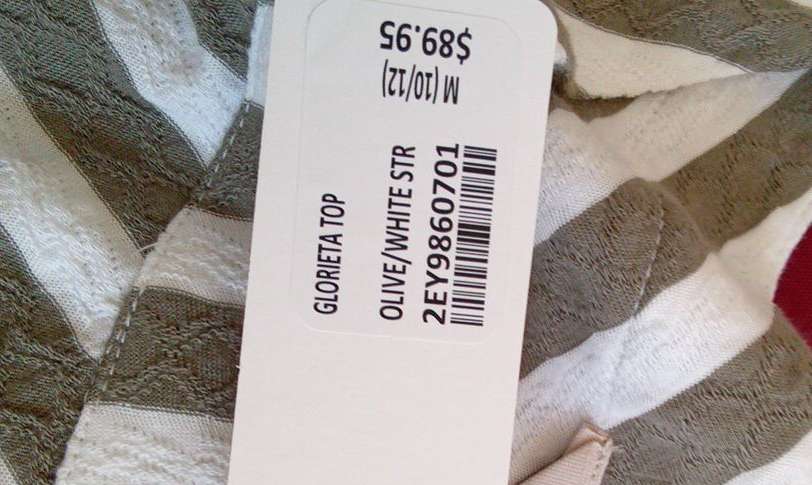 GLORIETA TOP
OLIVE/WHITE STR
2EY9860701
M (10/12)
$89.95